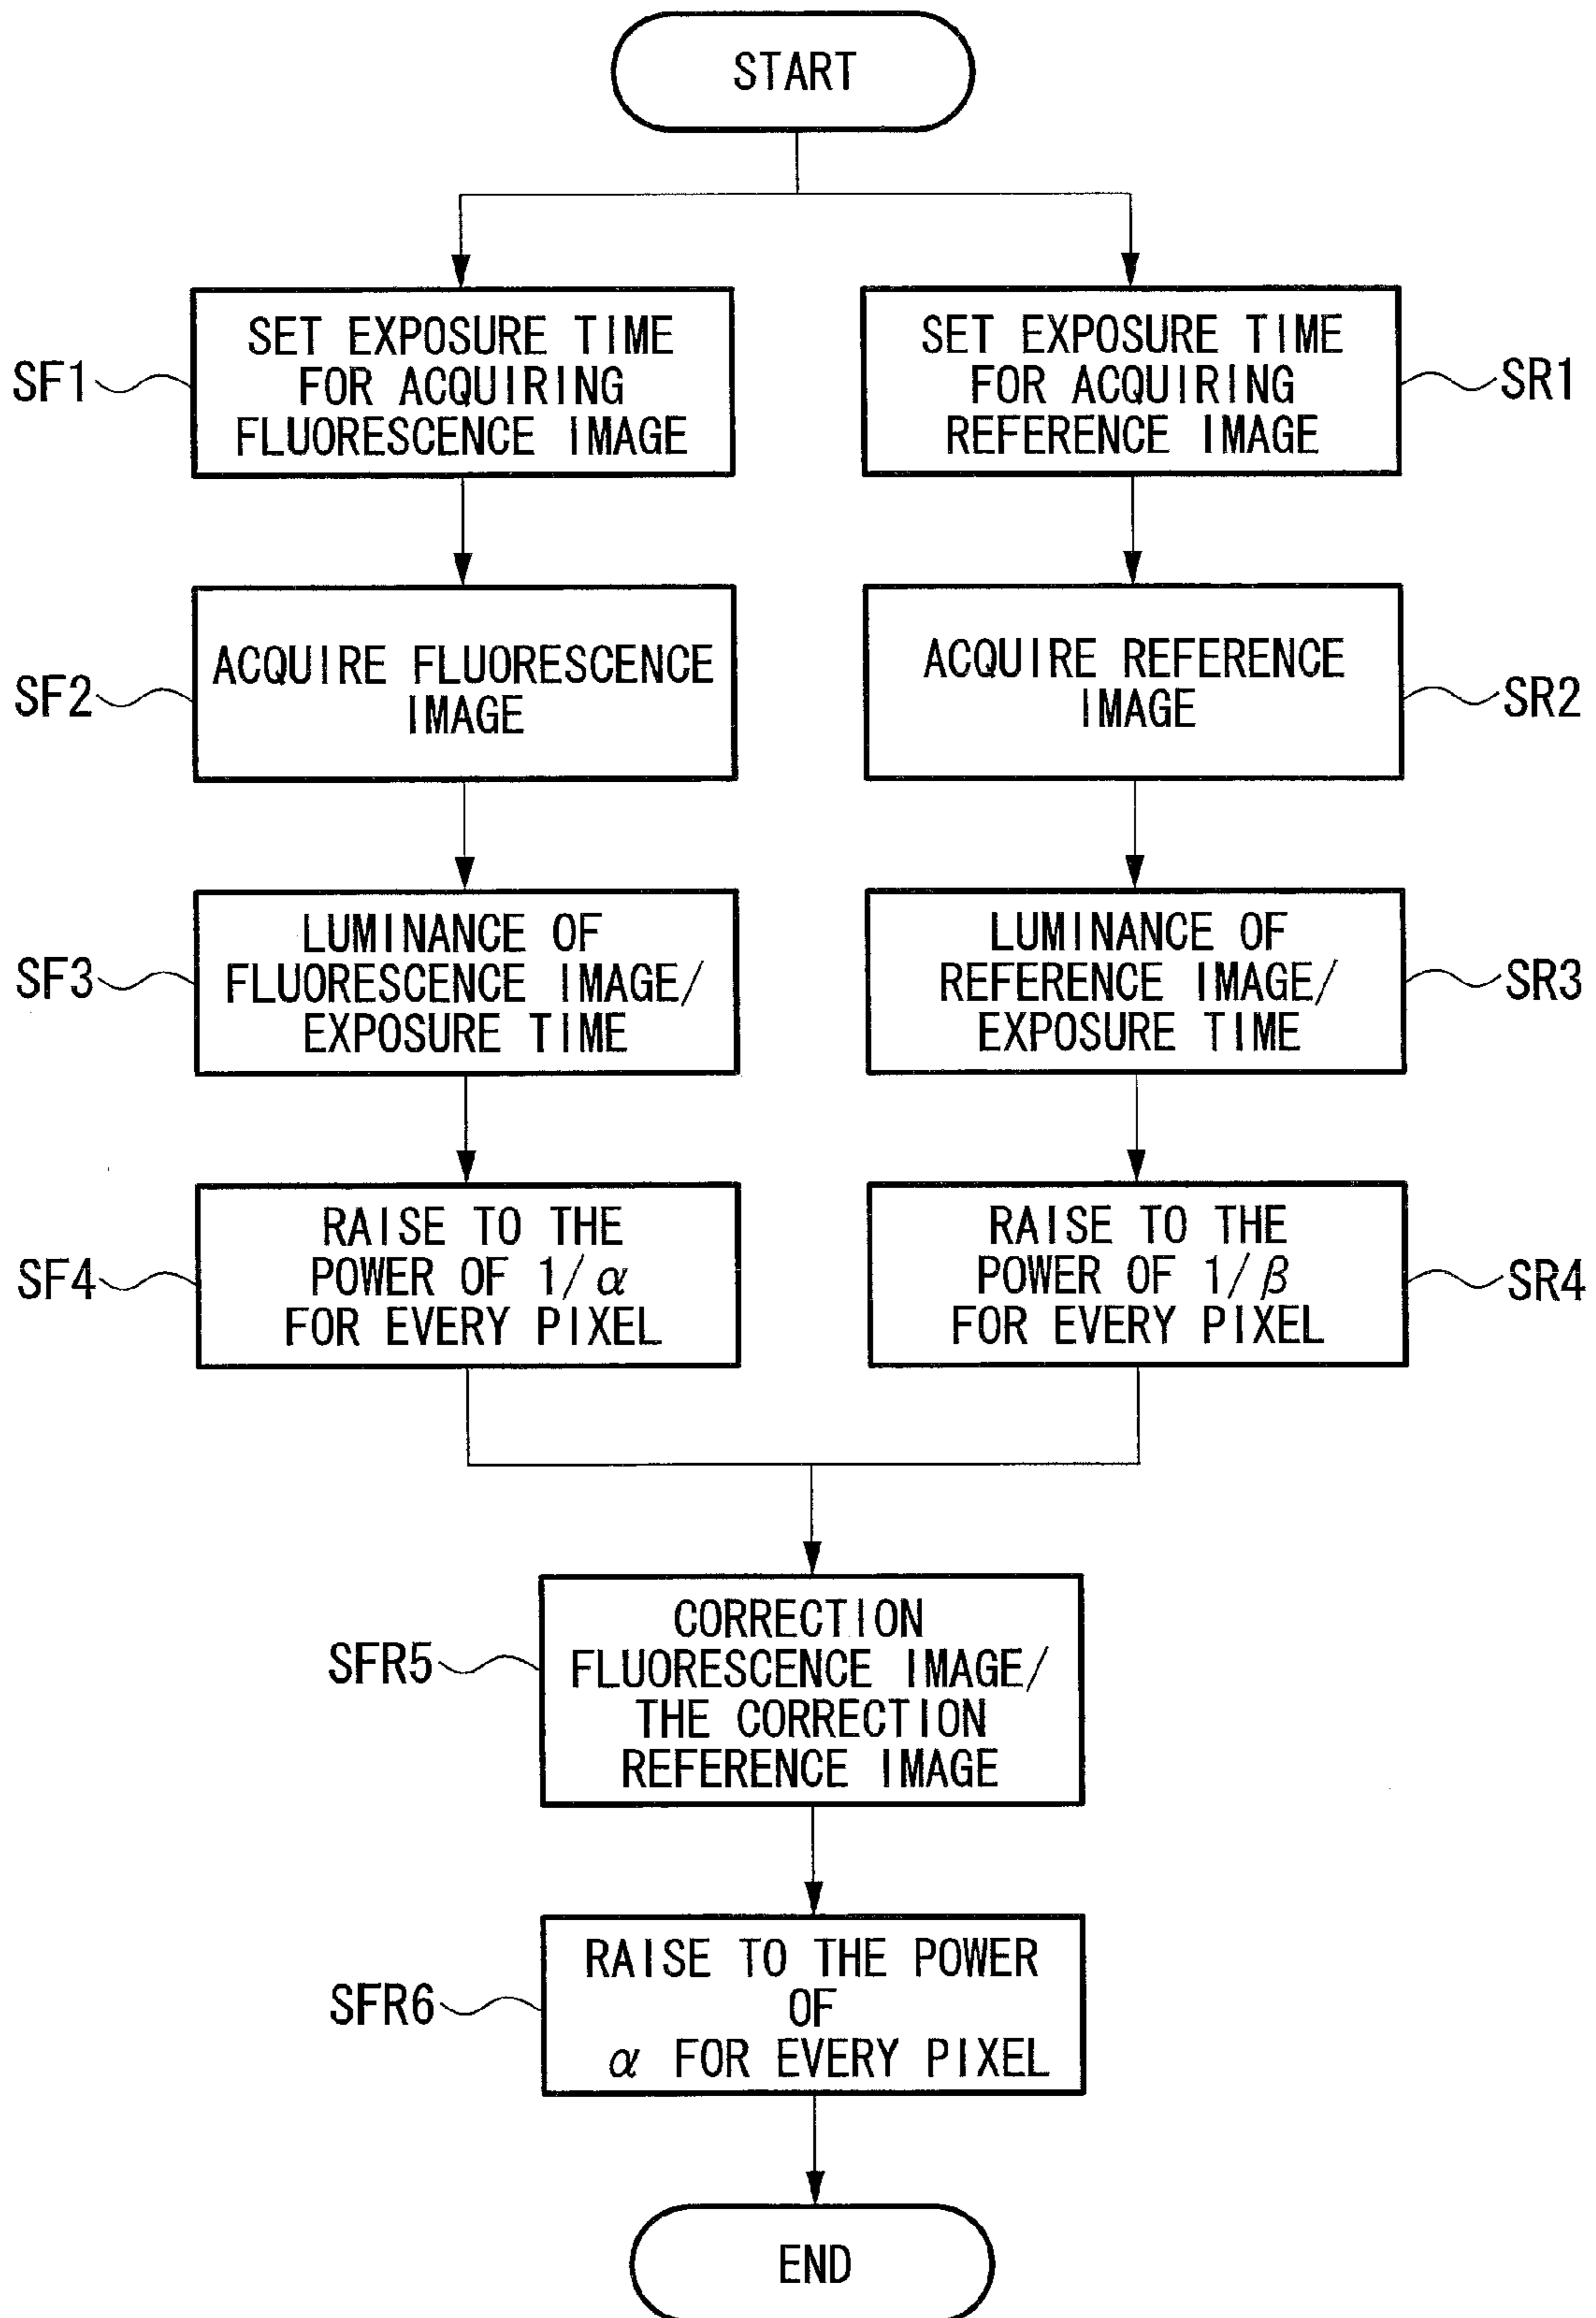 START
SF1
SET EXPOSURE TIME
FOR ACQUIRING
FLUORESCENCE IMAGE
SET EXPOSURE TIME
FOR ACQUIRING
REFERENCE IMAGE
SR1
SF2
ACQUIRE FLUORESCENCE
IMAGE
ACQUIRE REFERENCE
IMAGE
SR2
SF3
LUMINANCE OF
FLUORESCENCE IMAGE/
EXPOSURE TIME
LUMINANCE OF
REFERENCE IMAGE/
EXPOSURE TIME
SR3
SF4
RAISE TO THE
POWER OF 1/α
FOR EVERY PIXEL
RAISE TO THE
POWER OF 1/β
FOR EVERY PIXEL
SR4
SFR5
CORRECTION
FLUORESCENCE IMAGE/
THE CORRECTION
REFERENCE IMAGE
SFR6
RAISE TO THE POWER
OF
α FOR EVERY PIXEL
END